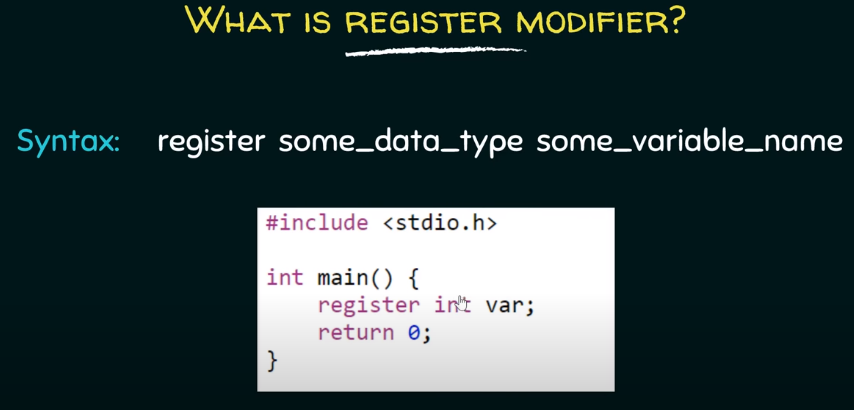 What is register modifier?
Syntax: register some_data_type some_variable_name
#include <stdio.h>
int main() {
register int var;
return 0;
}